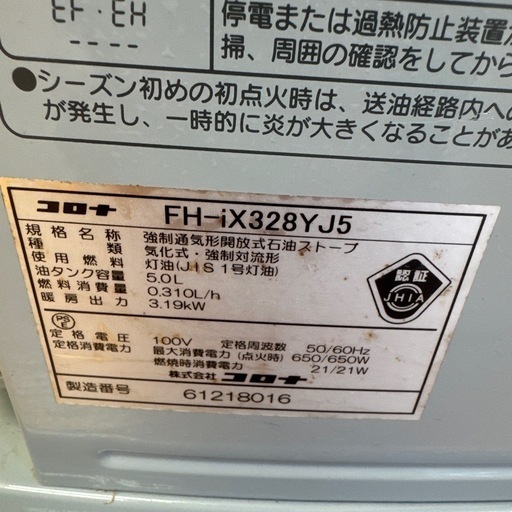 EF・EH
----
停電または過熱防止装置が
掃、周囲の確認をしてから
●シーズン初めの初点火時は、送油経路内への
が発生し、一時的に炎が大きくなることがあ
コロナ FH-iX328YJ5
規格名称 強制通気形開放式石油ストーブ
種類 気化式・強制対流形
使用燃料 灯油(JIS1号灯油)
油タンク容量 5.0L
燃料消費量 0.310L/h
暖房出力 3.19kW
認証
JHIA
PS
E
定格電圧 100V 定格周波数 50/60Hz
定格消費電力 最大消費電力(点火時) 650/650W
燃焼時消費電力 21/21W
株式会社 コロナ
製造番号 61218016